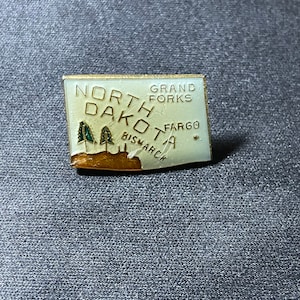 NORTH
DAKOTA
GRAND
FORKS
FARGO
BISMARCK